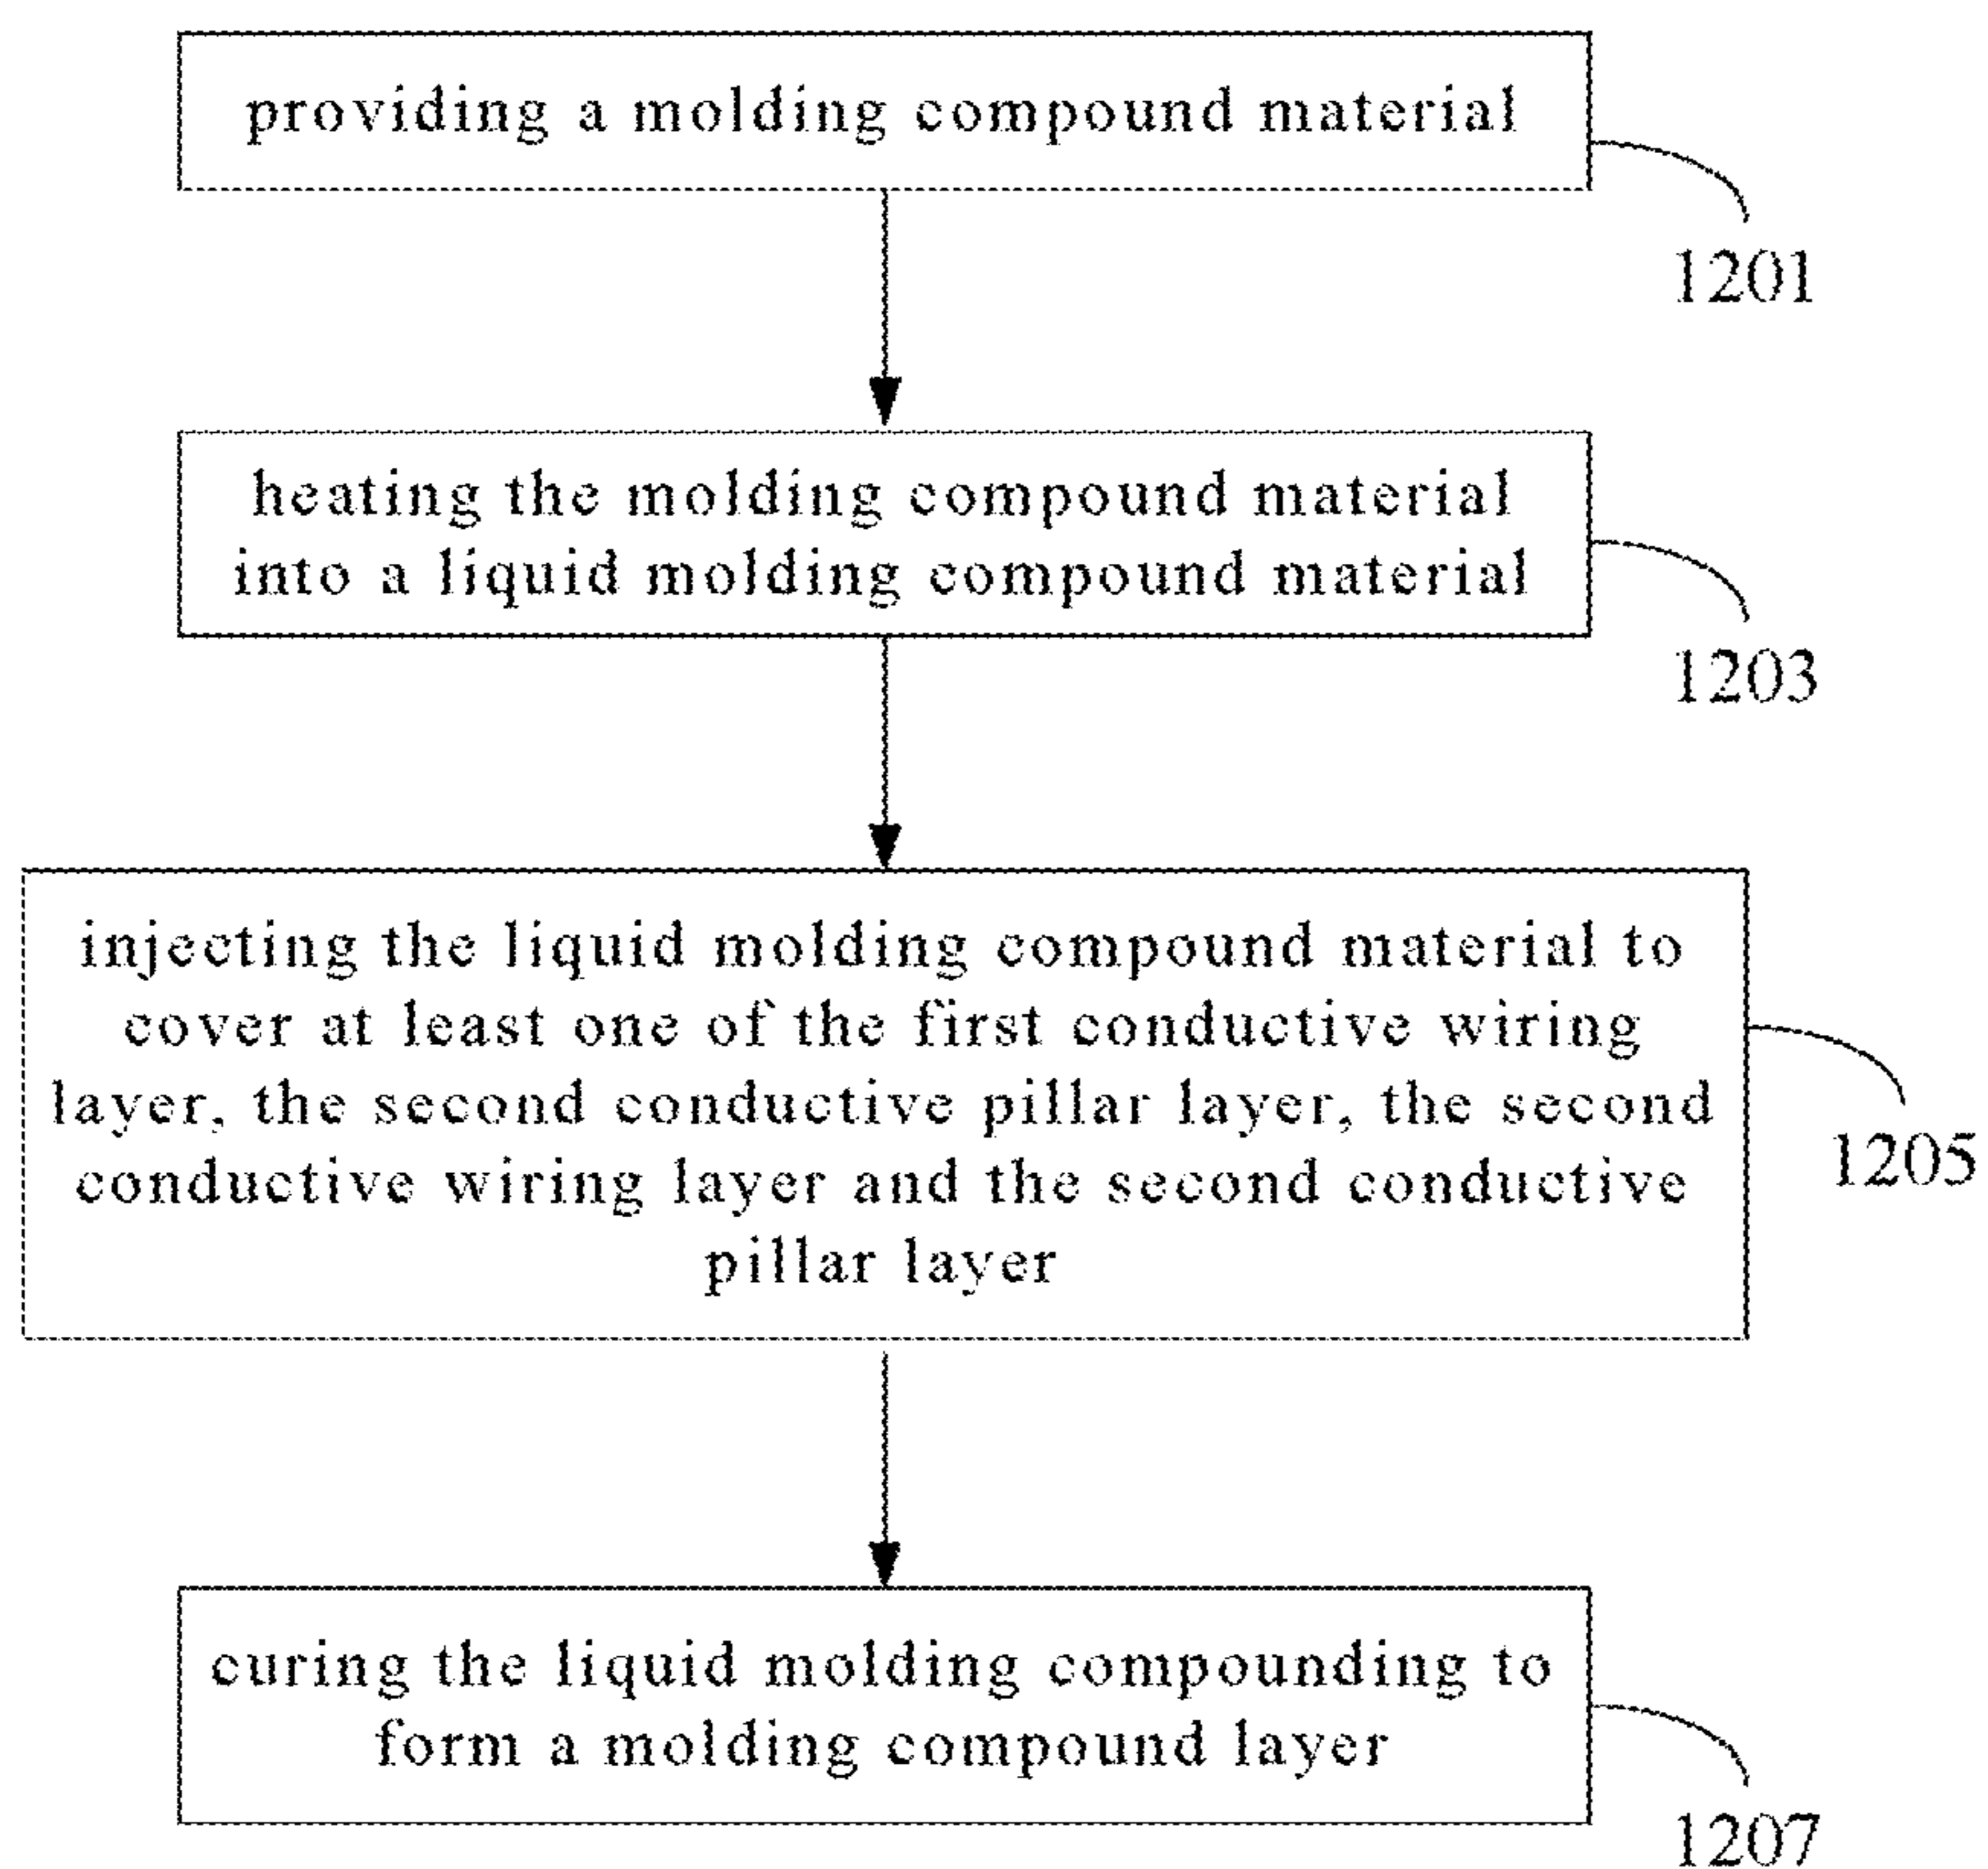 providing a molding compound material
1201
heating the molding compound material
into a liquid molding compound material
1203
injecting the liquid molding compound material to
cover at least one of the first conductive wiring
layer, the second conductive pillar layer, the second
conductive wiring layer and the second conductive
pillar layer
1205
curing the liquid molding compounding to
form a molding compound layer
1207